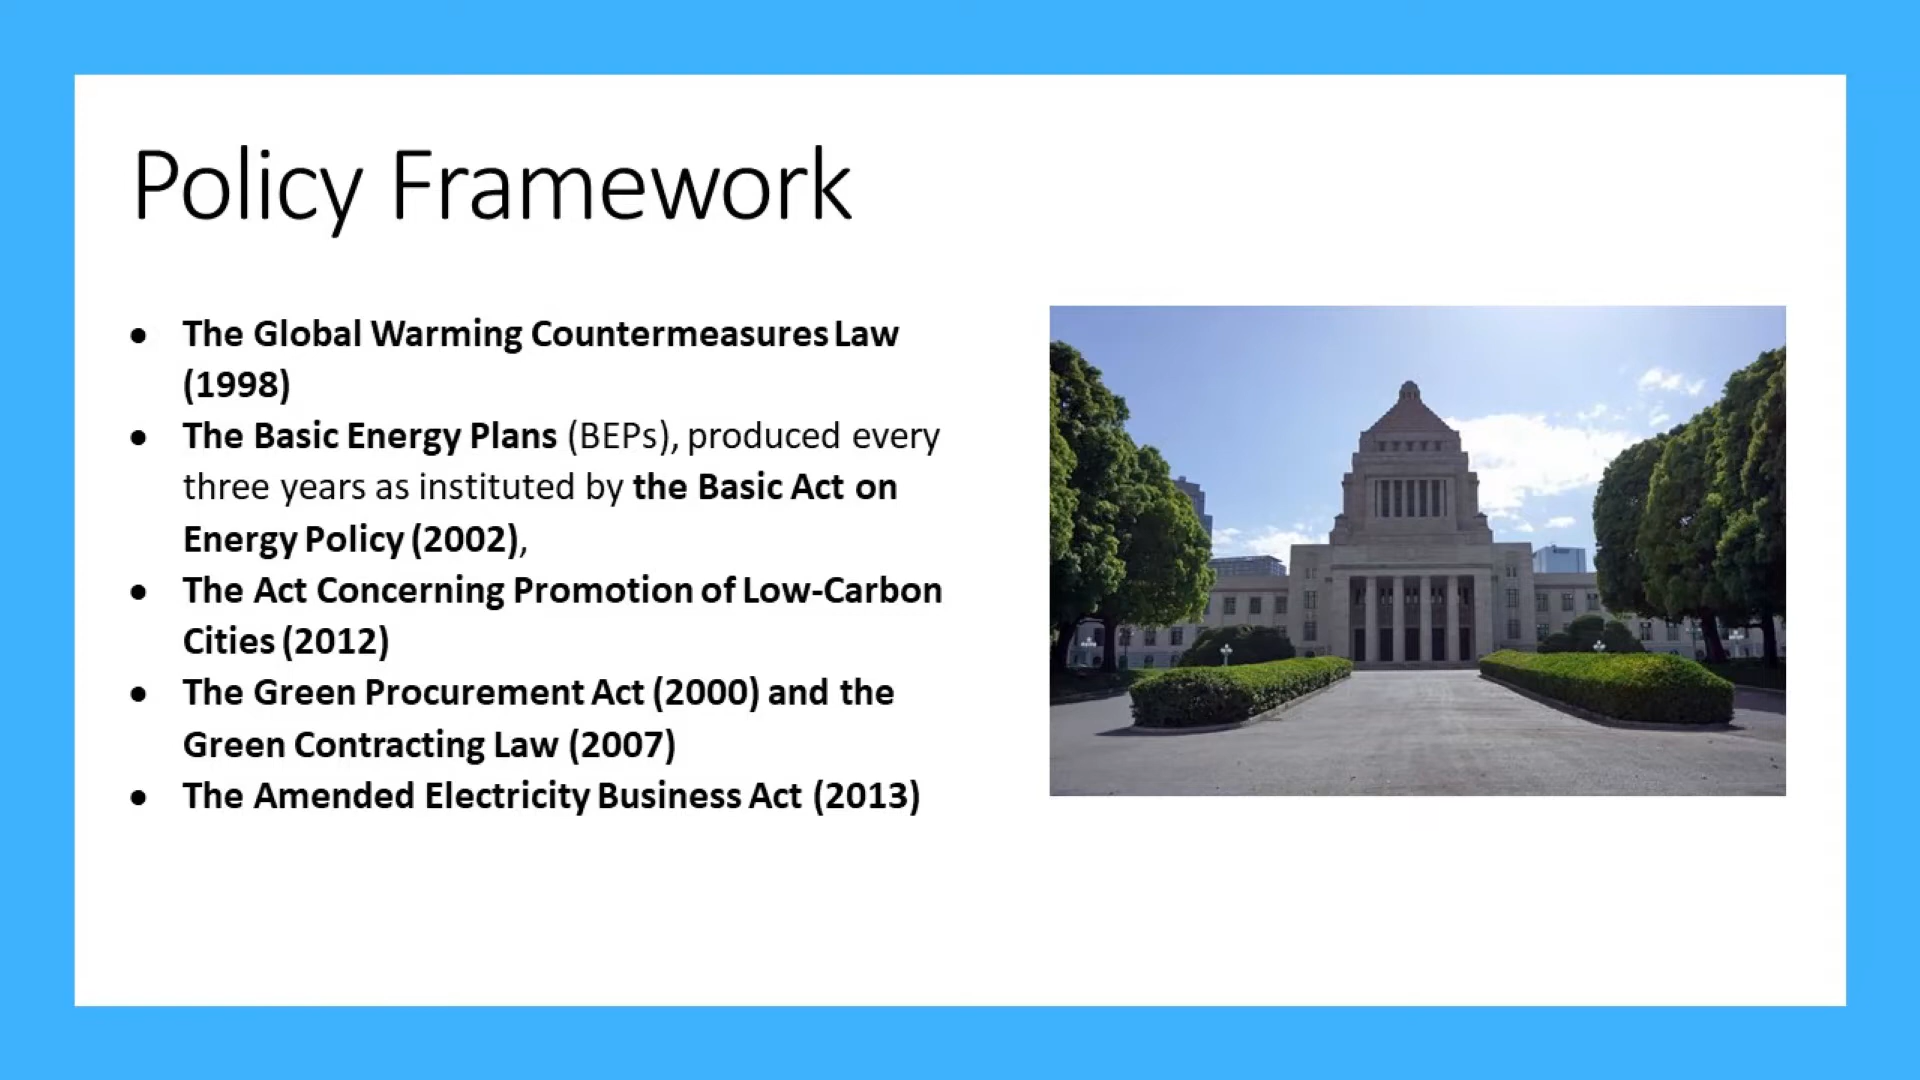 Policy Framework
• The Global Warming Countermeasures Law
(1998)
• The Basic Energy Plans (BEPs), produced every
three years as instituted by the Basic Act on
Energy Policy (2002),
• The Act Concerning Promotion of Low-Carbon
Cities (2012)
• The Green Procurement Act (2000) and the
Green Contracting Law (2007)
• The Amended Electricity Business Act (2013)